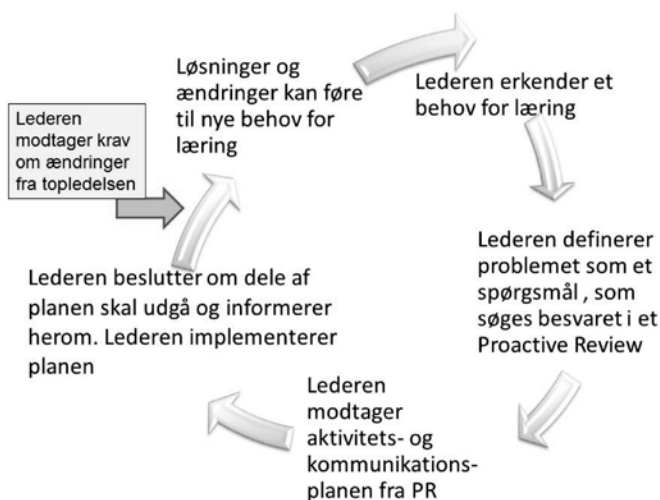 Løsninger og
ændringer kan føre
til nye behov for
læring
Lederen erkender et
behov for læring
Lederen
modtager krav
om ændringer
fra topledelsen
Lederen definerer
problemet som et
spørgsmål , som
søges besvaret i et
Proactive Review
Lederen beslutter om dele af
planen skal udgå og informerer
herom. Lederen implementerer
planen
Lederen
modtager
aktivitets- og
kommunikations-
planen fra PR